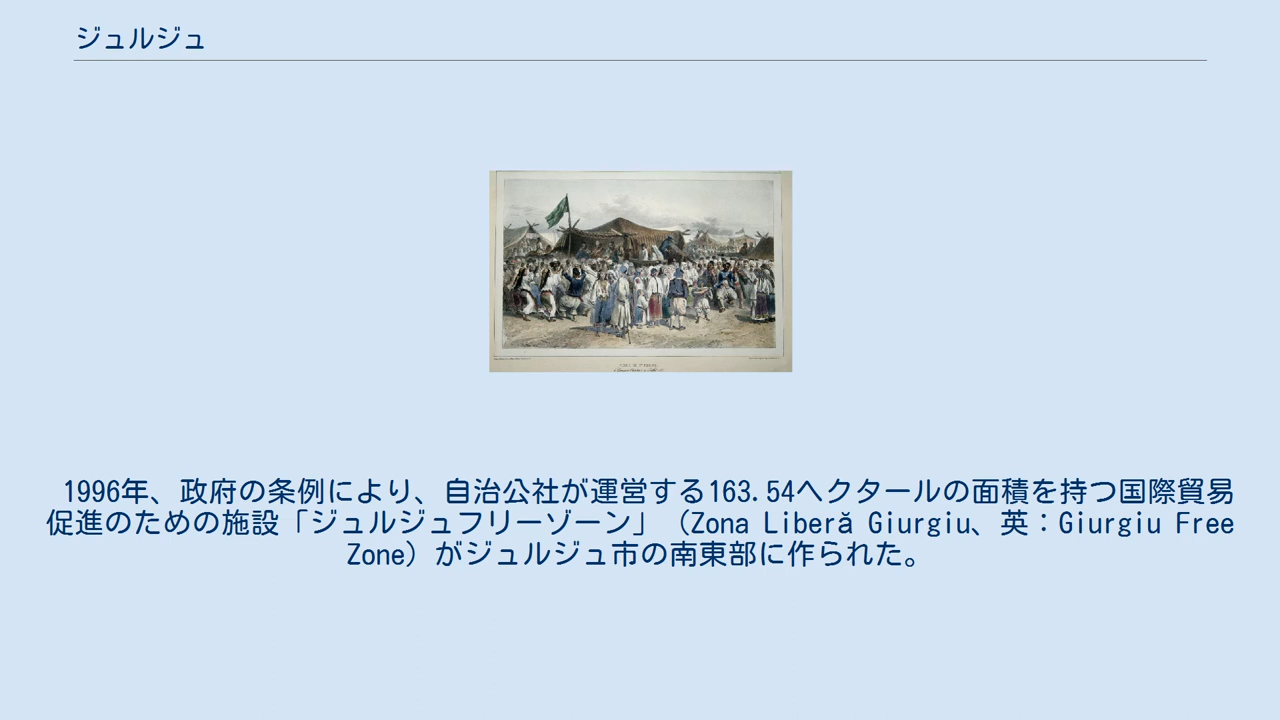 ジュルジュ
1996年、政府の条例により、自治公社が運営する163.54ヘクタールの面積を持つ国際貿易
促進のための施設「ジュルジュフリーゾーン」（Zona Liberă Giurgiu、英：Giurgiu Free
Zone）がジュルジュ市の南東部に作られた。